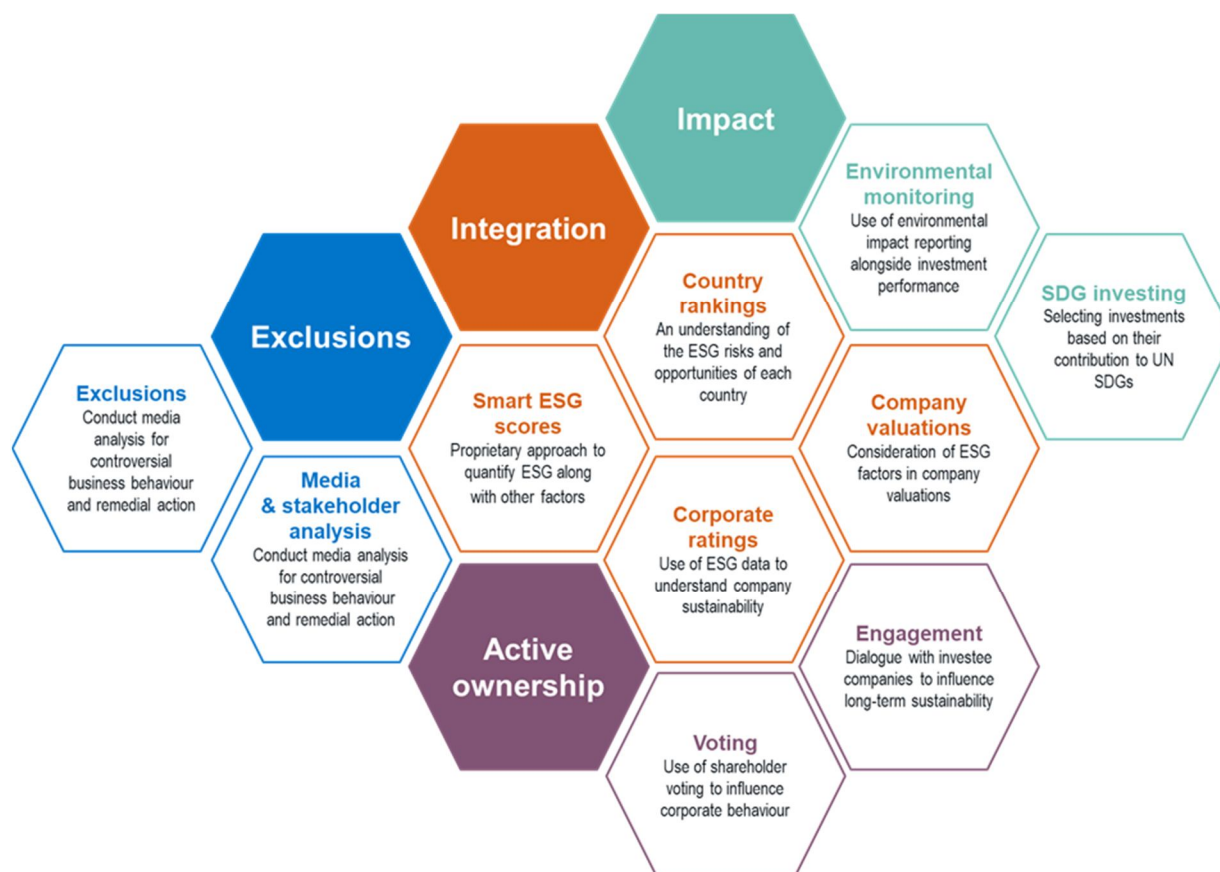 Impact
Environmental
monitoring
Use of environmental
impact reporting
alongside investment
performance
SDG investing
Selecting investments
based on their
contribution to UN
SDGs
Integration
Country
rankings
An understanding of
the ESG risks and
opportunities of each
country
Smart ESG
scores
Proprietary approach to
quantify ESG along
with other factors
Company
valuations
Consideration of ESG
factors in company
valuations
Corporate
ratings
Use of ESG data to
understand company
sustainability
Exclusions
Exclusions
Conduct media
analysis for
controversial
business behaviour
and remedial action
Media
& stakeholder
analysis
Conduct media analysis
for controversial
business behaviour
and remedial action
Active
ownership
Engagement
Dialogue with investee
companies to influence
long-term sustainability
Voting
Use of shareholder
voting to influence
corporate behaviour